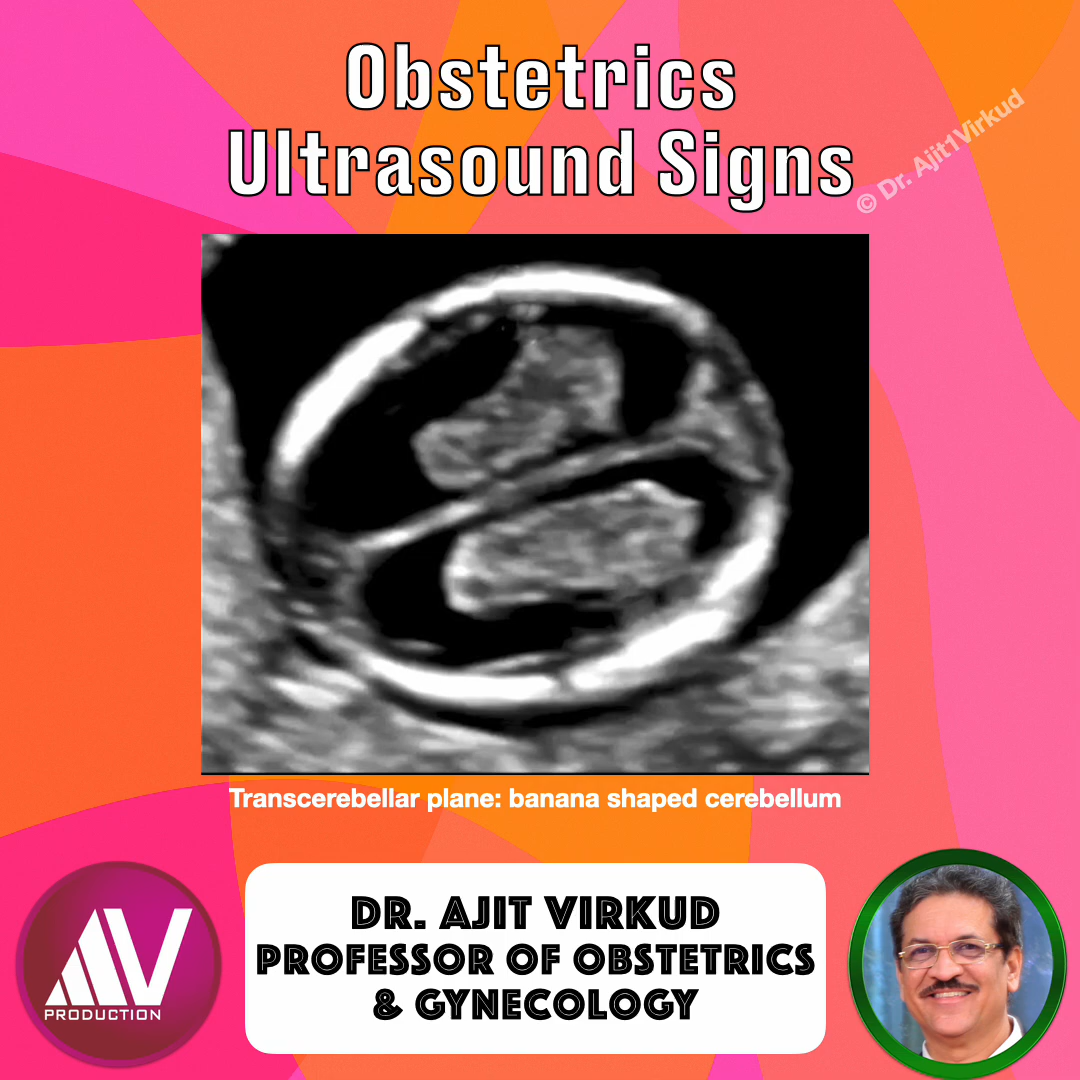 Obstetrics
Ultrasound Signs
© Dr. Ajit1Virkud
Transcerebellar plane: banana shaped cerebellum
AV
PRODUCTION
DR. AJIT VIRKUD
PROFESSOR OF OBSTETRICS
& GYNECOLOGY